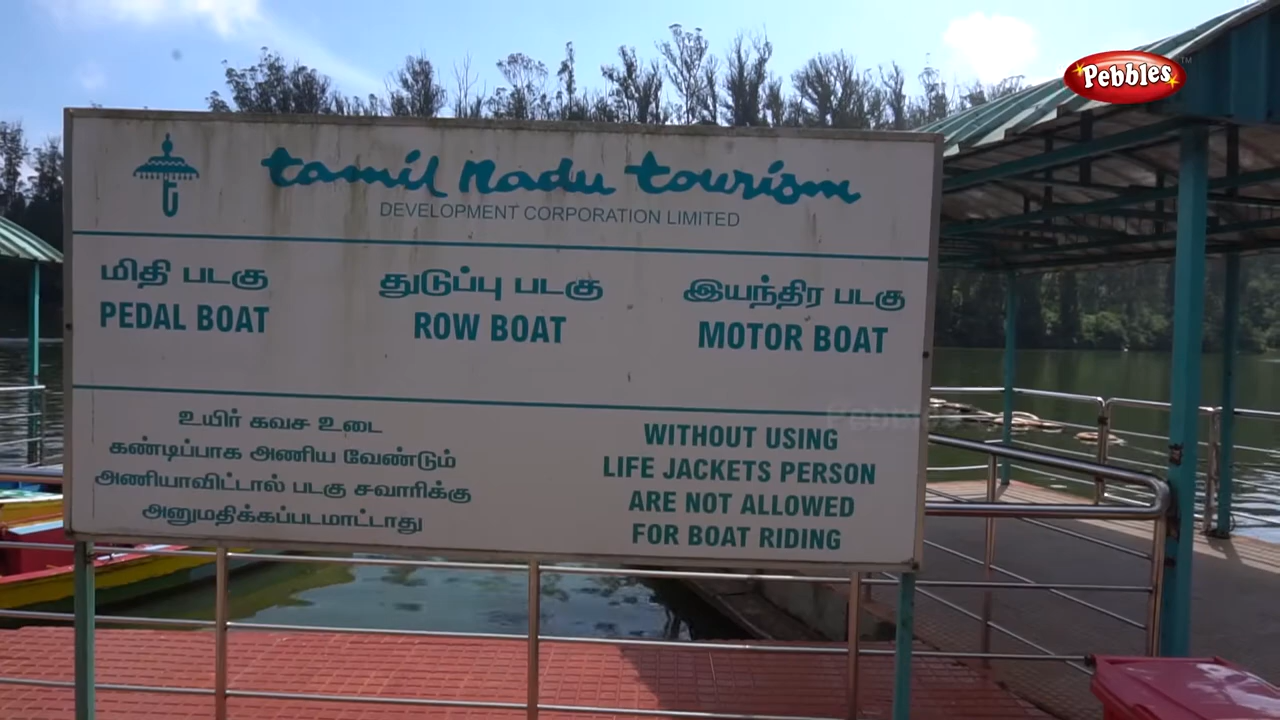 Pebbles™
tamil nadu tourism
DEVELOPMENT CORPORATION LIMITED
மிதி படகு
PEDAL BOAT
துடுப்பு படகு
ROW BOAT
இயந்திர படகு
MOTOR BOAT
உயிர் கவச உடை
கண்டிப்பாக அணிய வேண்டும்
அணியாவிட்டால் படகு சவாரிக்கு
அனுமதிக்கப்படமாட்டாது
WITHOUT USING
LIFE JACKETS PERSON
ARE NOT ALLOWED
FOR BOAT RIDING
Pebbles